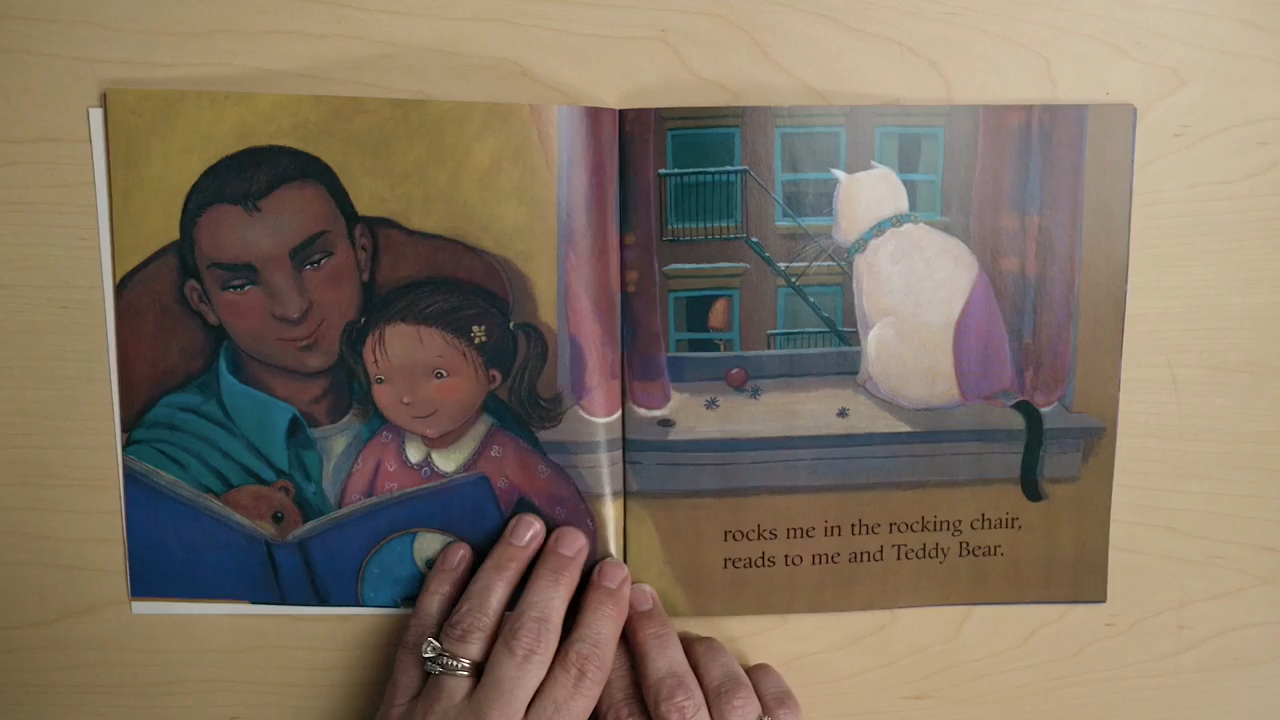 rocks me in the rocking chair,
reads to me and Teddy Bear.